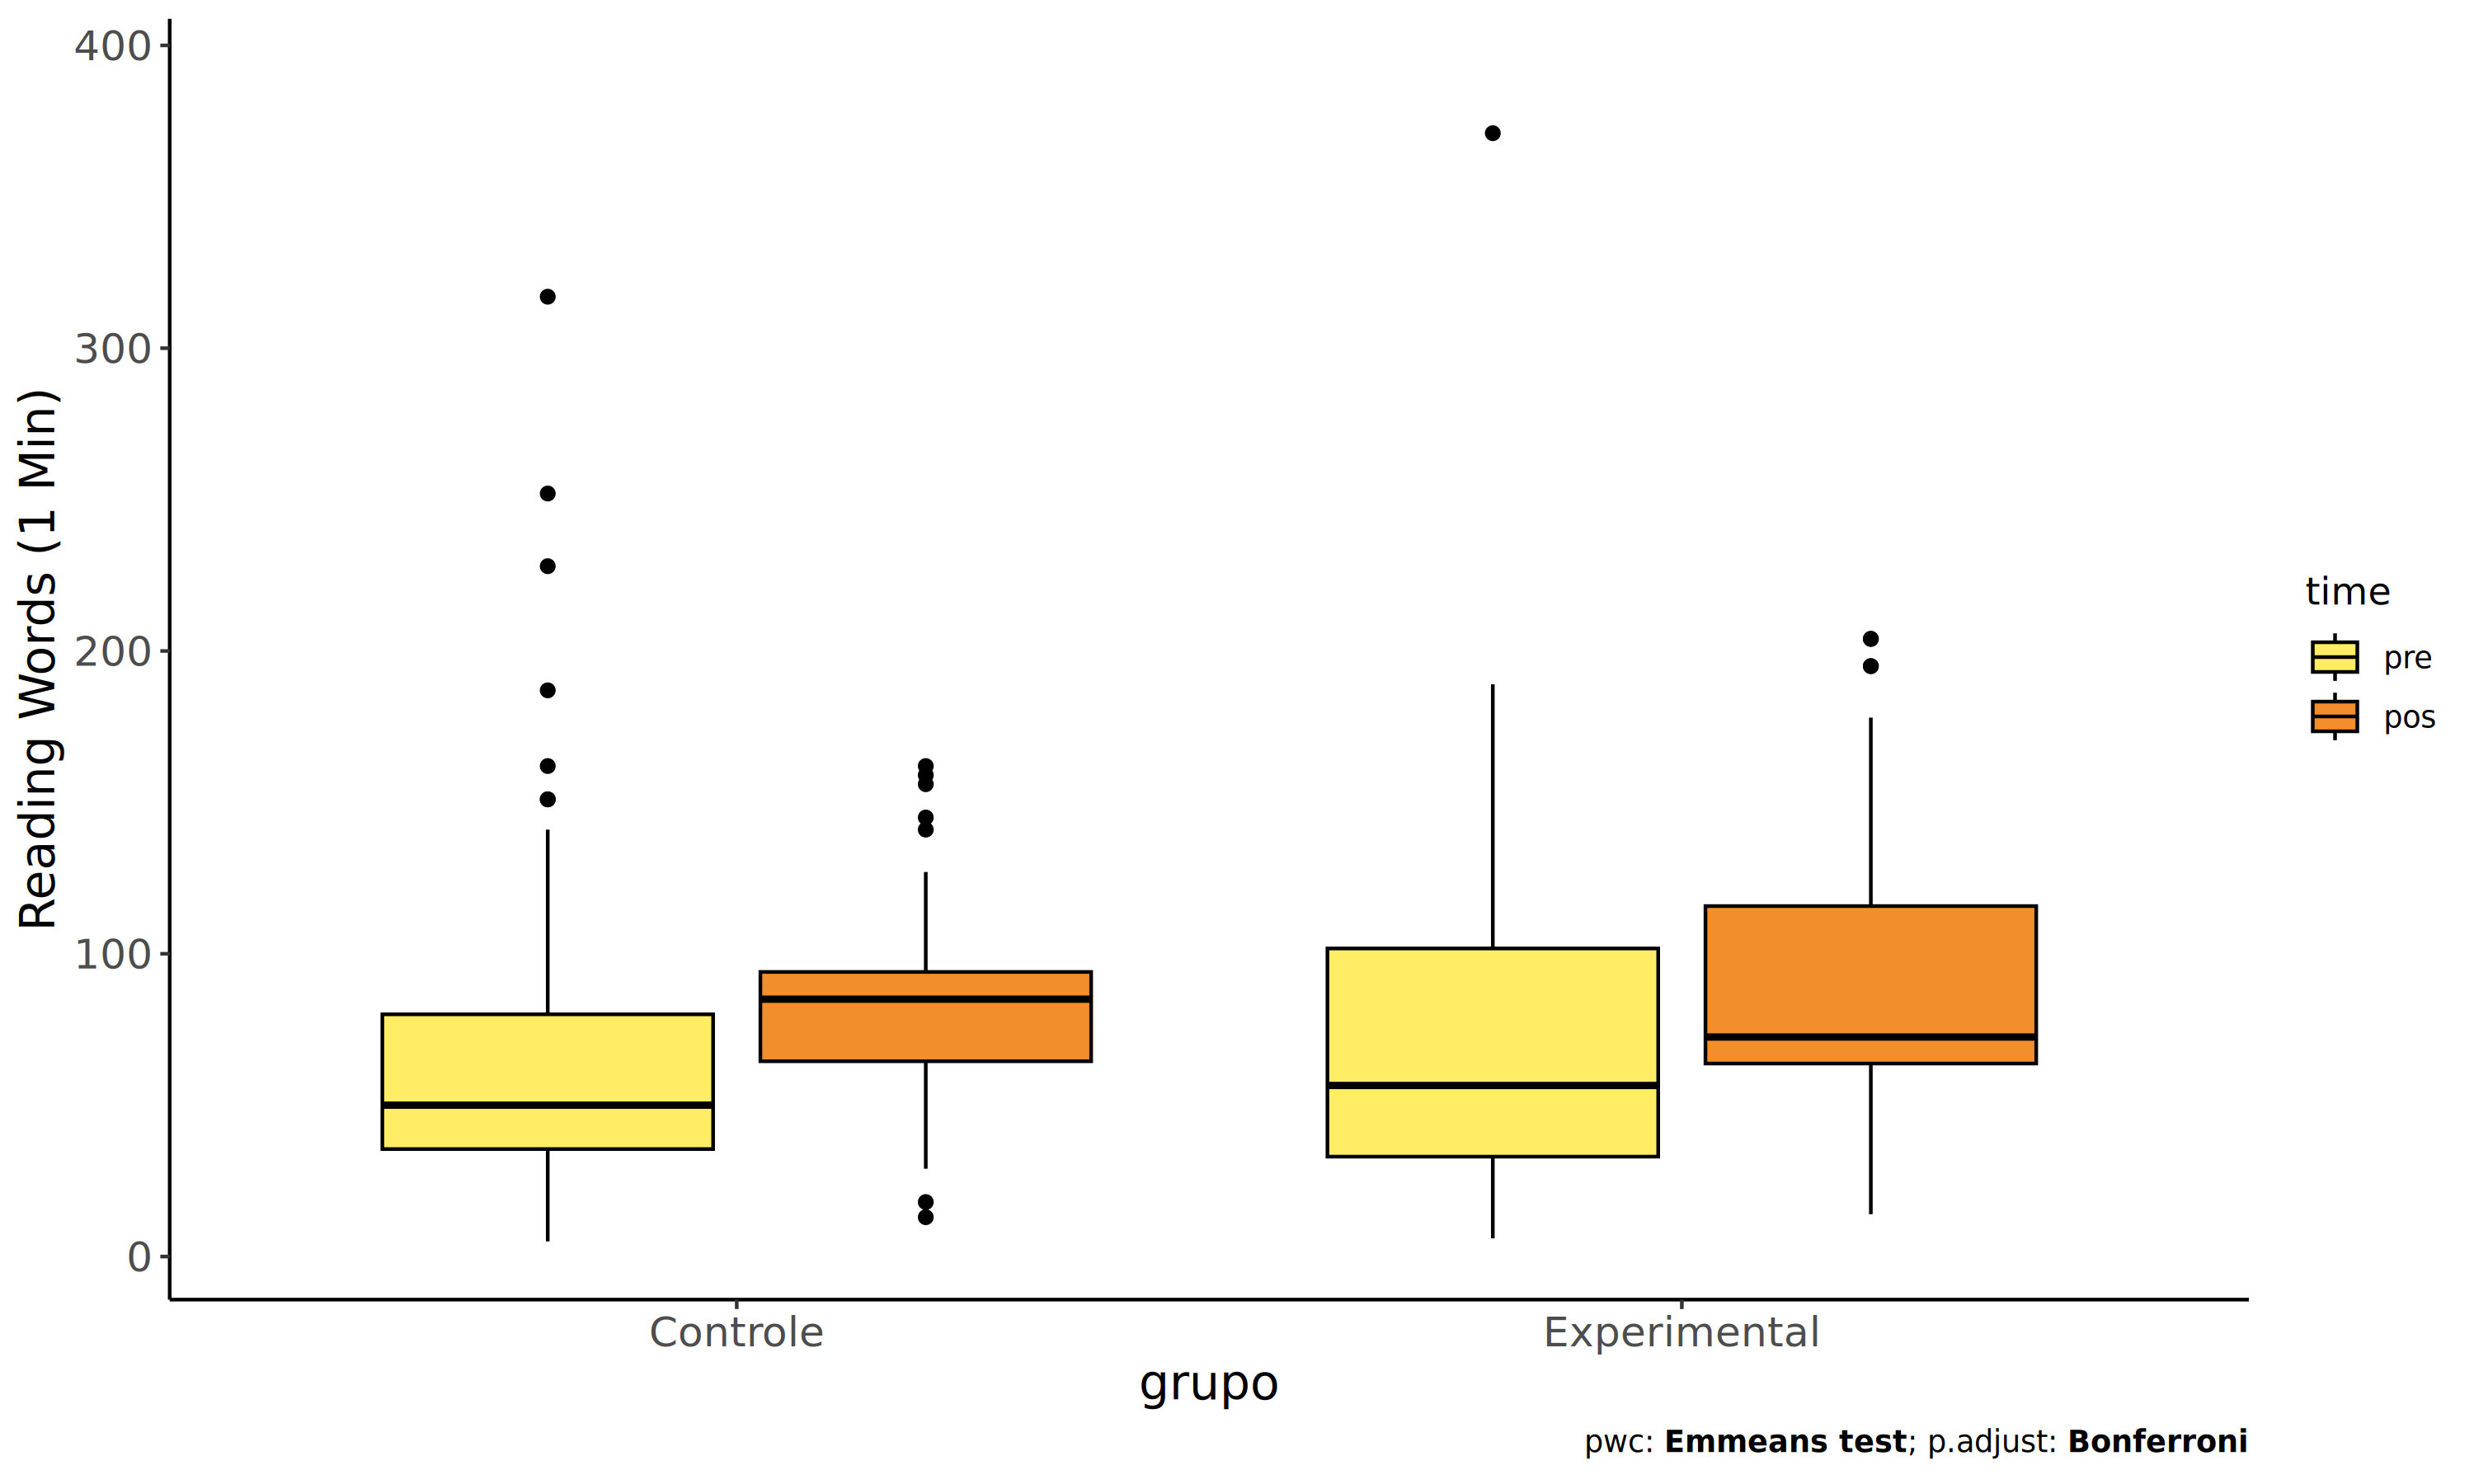 Reading Words (1 Min)
400
300
200
100
0
Controle
Experimental
grupo
time
pre
pos
pwc: Emmeans test; p.adjust: Bonferroni